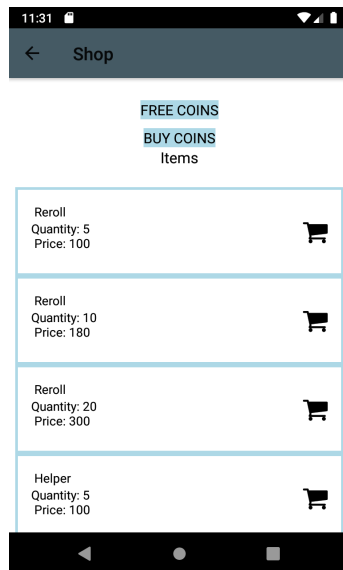 11:31
Shop
FREE COINS
BUY COINS
Items
Reroll
Quantity: 5
Price: 100
Reroll
Quantity: 10
Price: 180
Reroll
Quantity: 20
Price: 300
Helper
Quantity: 5
Price: 100